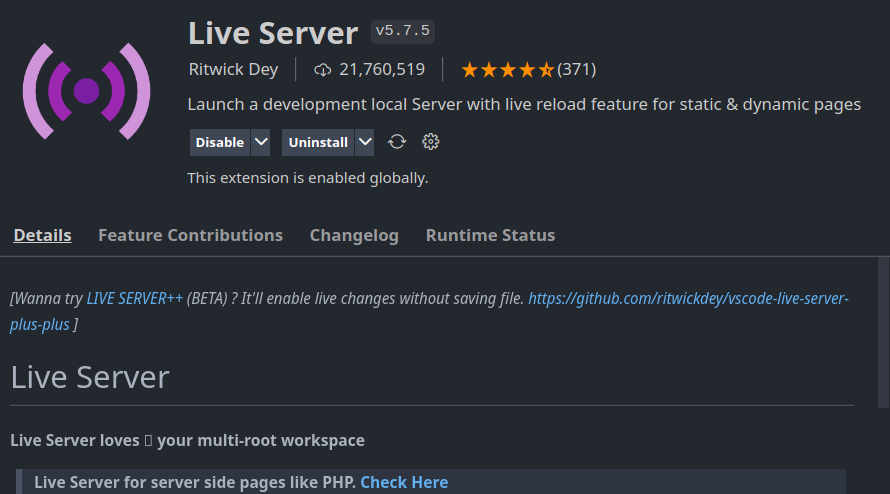 Live Server v5.7.5
Ritwick Dey 21,760,519 (371)
Launch a development local Server with live reload feature for static & dynamic pages
Disable Uninstall
This extension is enabled globally.
Details Feature Contributions Changelog Runtime Status
[Wanna try LIVE SERVER++ (BETA) ? It'll enable live changes without saving file. https://github.com/ritwickdey/vscode-live-server-
plus-plus ]
Live Server
Live Server loves your multi-root workspace
Live Server for server side pages like PHP. Check Here